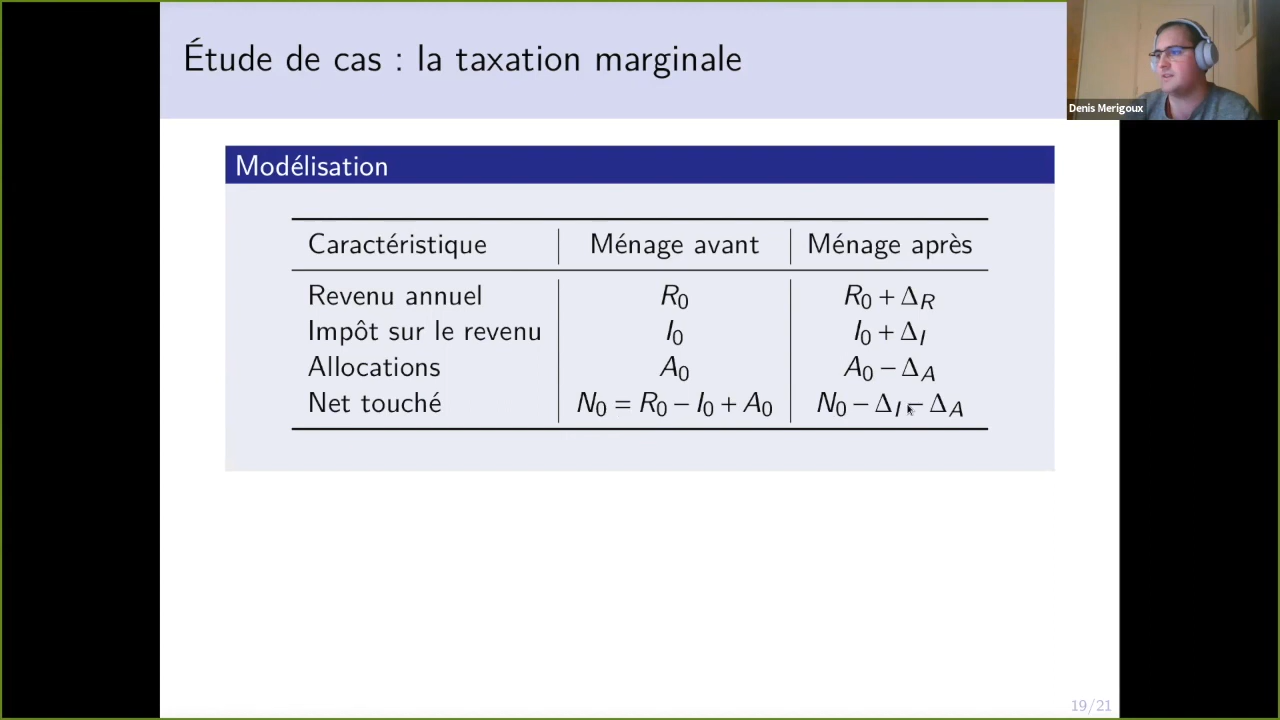 Étude de cas : la taxation marginale
Denis Merigoux
Modélisation
Caractéristique Ménage avant Ménage après
Revenu annuel R₀ R₀ + Δ_R
Impôt sur le revenu I₀ I₀ + Δ_I
Allocations A₀ A₀ − Δ_A
Net touché N₀ = R₀ − I₀ + A₀ N₀ − Δ_I − Δ_A
19/21